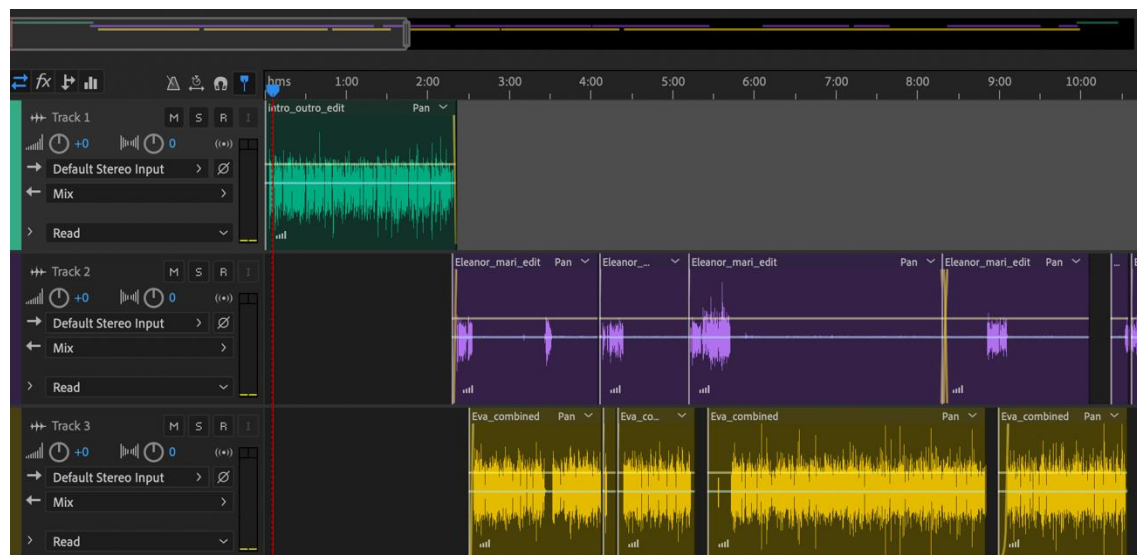 fx
hms 1:00 2:00 3:00 4:00 5:00 6:00 7:00 8:00 9:00 10:00
Track 1 M S R I
intro_outro_edit Pan
+0 0
Default Stereo Input
Mix
Read
Track 2 M S R I
Eleanor_mari_edit Pan Eleanor_... Eleanor_mari_edit Pan Eleanor_mari_edit Pan ...
+0 0
Default Stereo Input
Mix
Read
Track 3 M S R I
Eva_combined Pan Eva_co... Eva_combined Pan Eva_combined Pan
+0 0
Default Stereo Input
Mix
Read